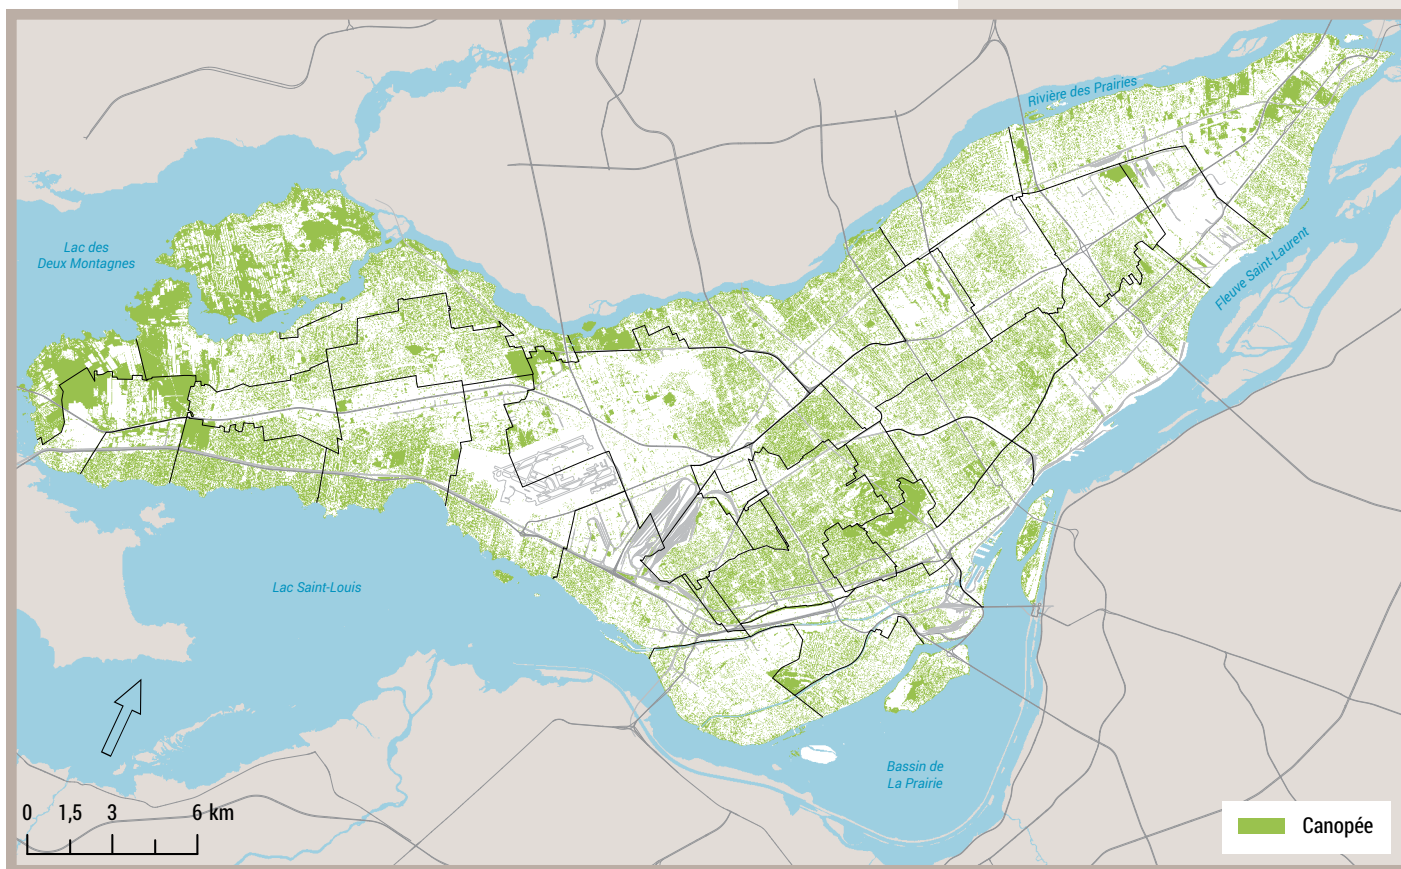 Rivière des Prairies
Lac des
Deux Montagnes
Fleuve Saint-Laurent
Lac Saint-Louis
Bassin de
La Prairie
0 1,5 3 6 km
Canopée